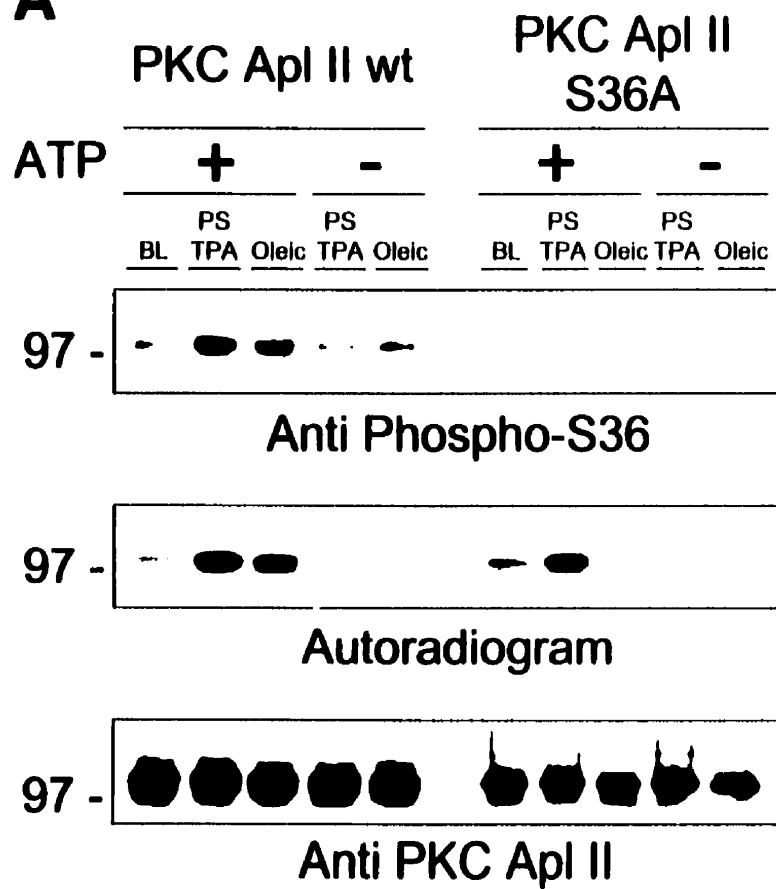 A
PKC Apl II wt
PKC Apl II
S36A
ATP + - + -
BL PS TPA Oleic PS TPA Oleic BL PS TPA Oleic PS TPA Oleic
97 -
Anti Phospho-S36
97 -
Autoradiogram
97 -
Anti PKC Apl II